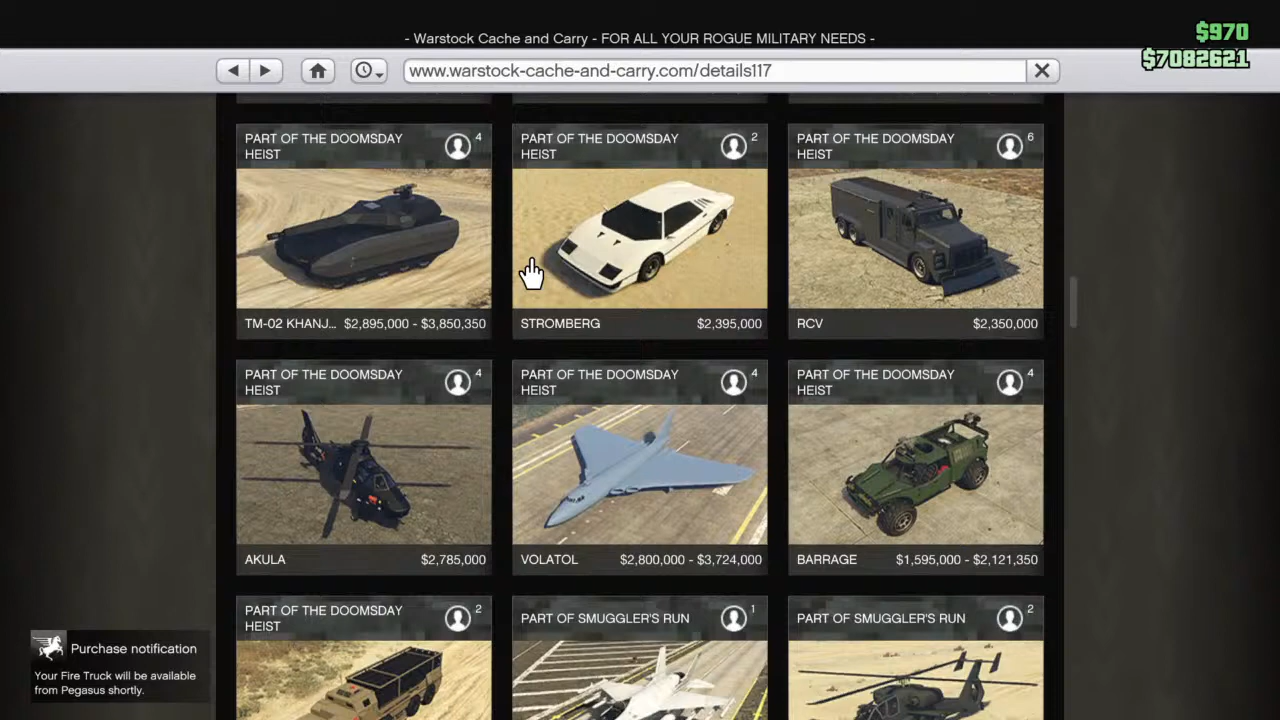 - Warstock Cache and Carry - FOR ALL YOUR ROGUE MILITARY NEEDS -
$970
$7082621
www.warstock-cache-and-carry.com/details117
PART OF THE DOOMSDAY
HEIST
4
PART OF THE DOOMSDAY
HEIST
2
PART OF THE DOOMSDAY
HEIST
6
TM-02 KHANJ... $2,895,000 - $3,850,350
STROMBERG $2,395,000
RCV $2,350,000
PART OF THE DOOMSDAY
HEIST
4
PART OF THE DOOMSDAY
HEIST
4
PART OF THE DOOMSDAY
HEIST
4
AKULA $2,785,000
VOLATOL $2,800,000 - $3,724,000
BARRAGE $1,595,000 - $2,121,350
PART OF THE DOOMSDAY
HEIST
2
PART OF SMUGGLER'S RUN
1
PART OF SMUGGLER'S RUN
2
Purchase notification
Your Fire Truck will be available
from Pegasus shortly.